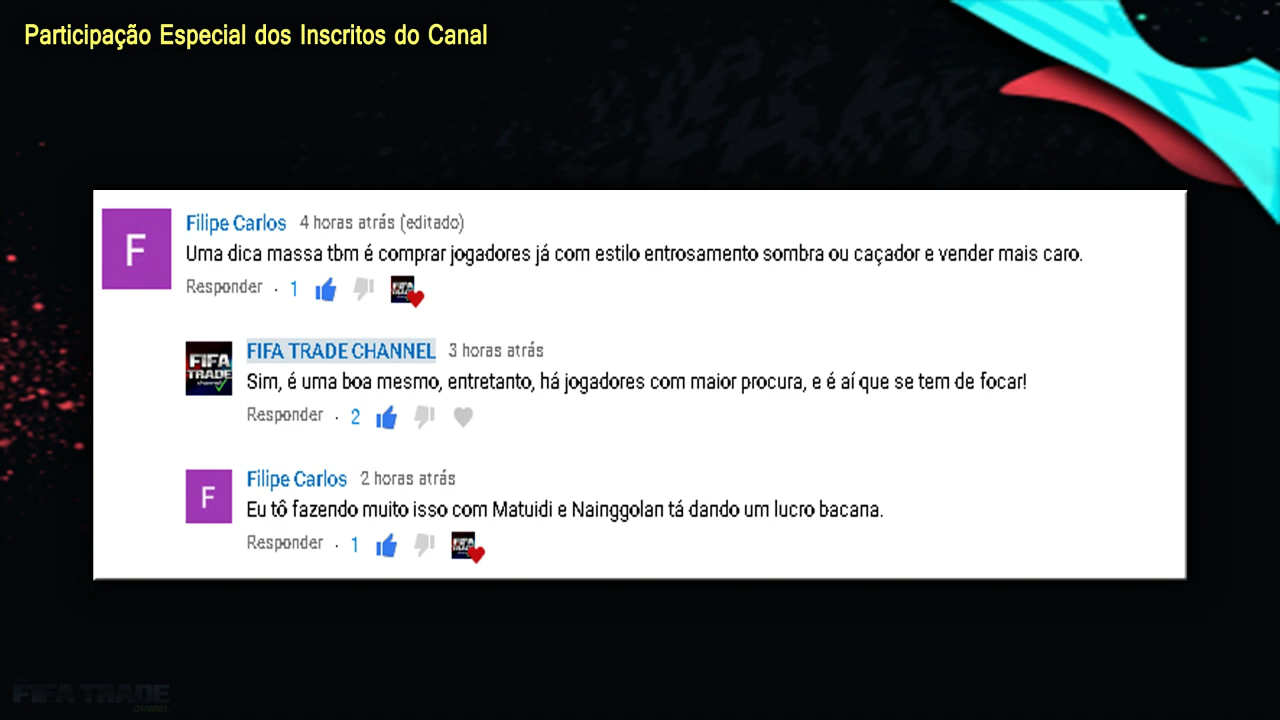 Participação Especial dos Inscritos do Canal
F
Filipe Carlos 4 horas atrás (editado)
Uma dica massa tbm é comprar jogadores já com estilo entrosamento sombra ou caçador e vender mais caro.
Responder · 1
FIFA TRADE CHANNEL 3 horas atrás
FIFA
TRADE
channel
Sim, é uma boa mesmo, entretanto, há jogadores com maior procura, e é aí que se tem de focar!
Responder · 2
F
Filipe Carlos 2 horas atrás
Eu tô fazendo muito isso com Matuidi e Nainggolan tá dando um lucro bacana.
Responder · 1
FIFA TRADE
CHANNEL